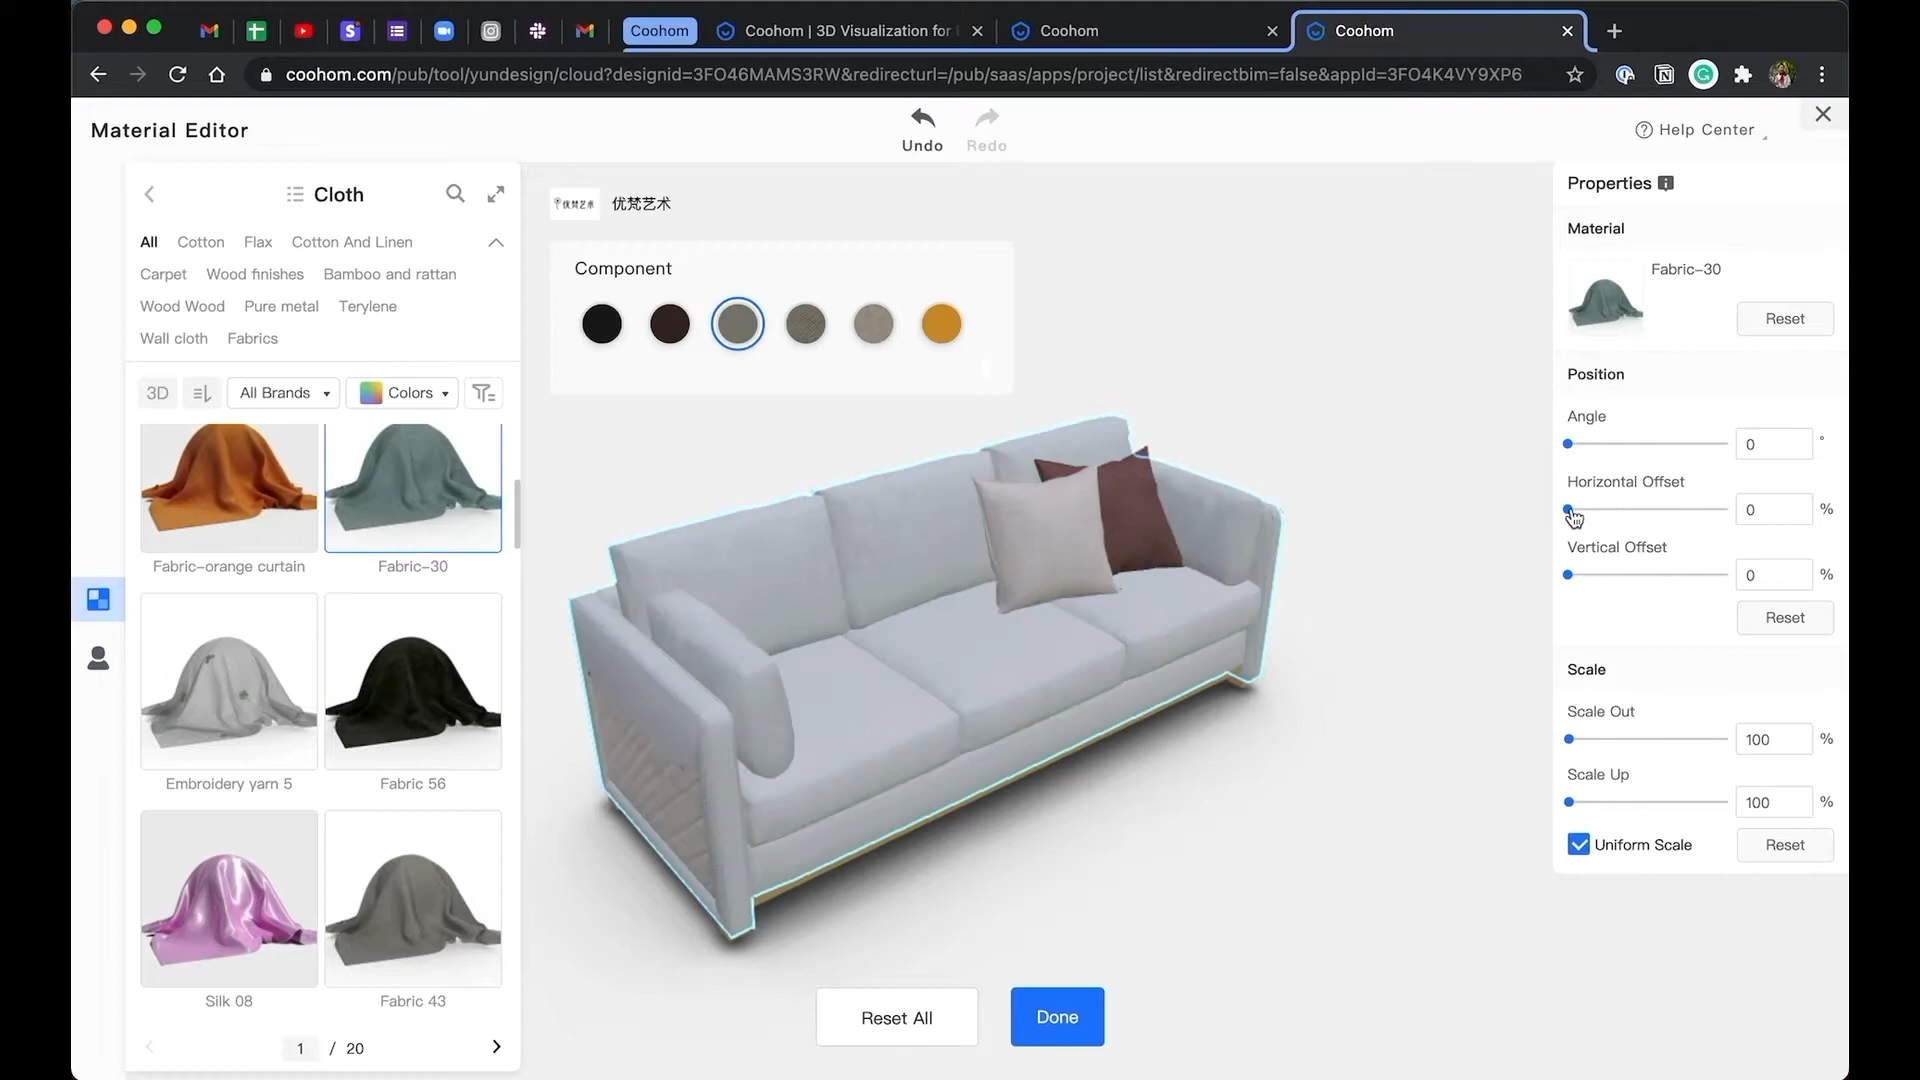 Coohom
Coohom | 3D Visualization for
Coohom
Coohom
coohom.com/pub/tool/yundesign/cloud?designid=3FO46MAMS3RW&redirecturl=/pub/saas/apps/project/list&redirectbim=false&appId=3FO4K4VY9XP6
Material Editor
Undo
Redo
Help Center
Cloth
All Cotton Flax Cotton And Linen
Carpet Wood finishes Bamboo and rattan
Wood Wood Pure metal Terylene
Wall cloth Fabrics
3D
All Brands
Colors
Fabric-orange curtain
Fabric-30
Embroidery yarn 5
Fabric 56
Silk 08
Fabric 43
1 / 20
优梵艺术
优梵艺术
Component
Reset All
Done
Properties
Material
Fabric-30
Reset
Position
Angle
0 °
Horizontal Offset
0 %
Vertical Offset
0 %
Reset
Scale
Scale Out
100 %
Scale Up
100 %
Uniform Scale
Reset